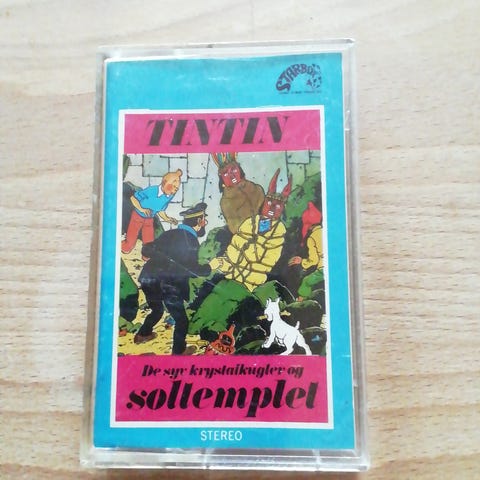 STARBOX
TINTIN
De syv krystalkugler og
soltemplet
STEREO